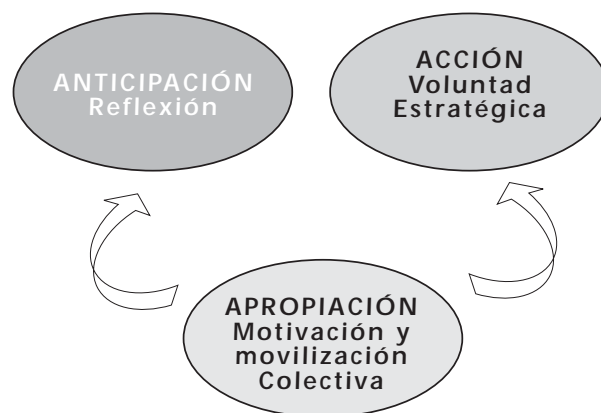 ANTICIPACIÓN
Reflexión
ACCIÓN
Voluntad
Estratégica
APROPIACIÓN
Motivación y
movilización
Colectiva